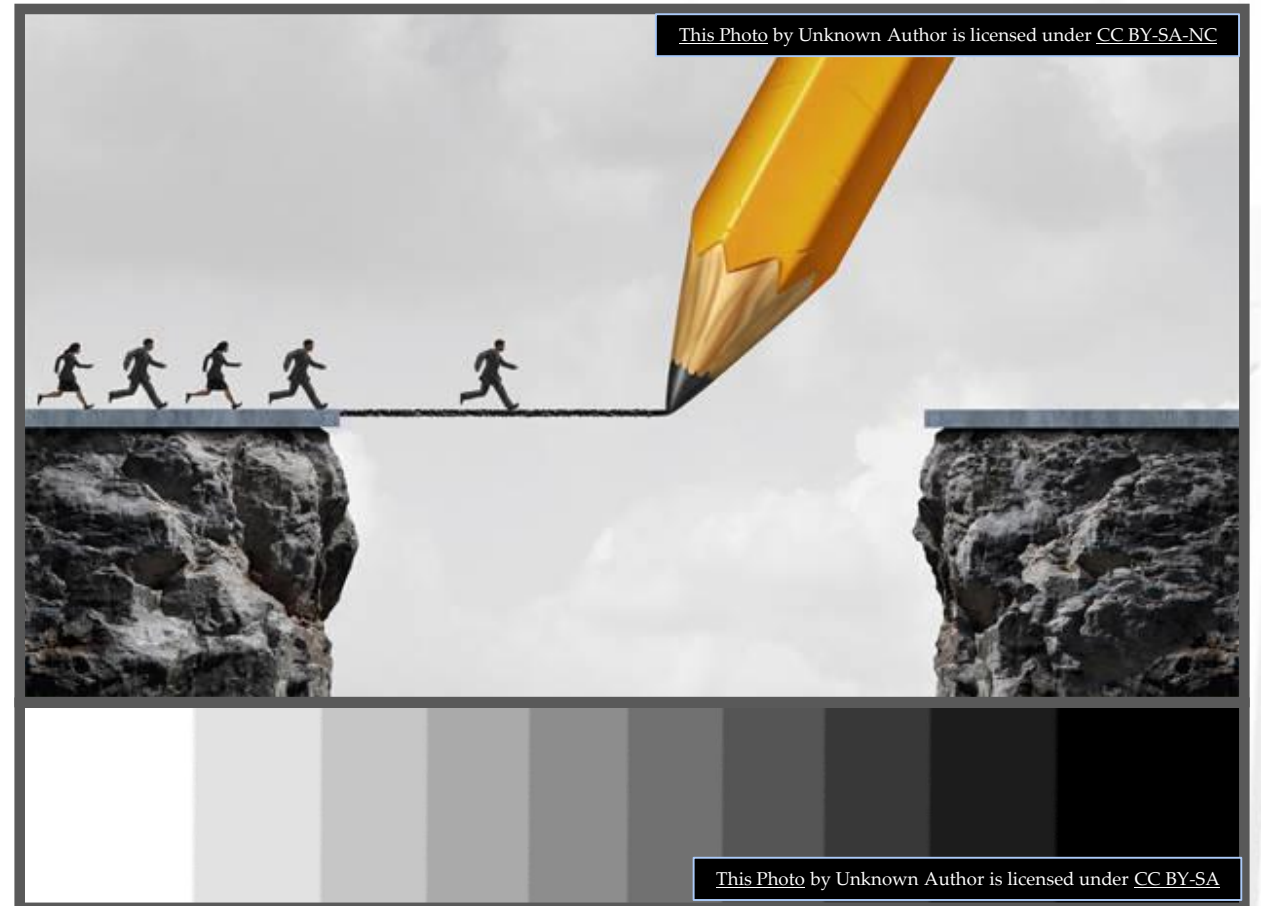 This Photo by Unknown Author is licensed under CC BY-SA-NC
This Photo by Unknown Author is licensed under CC BY-SA